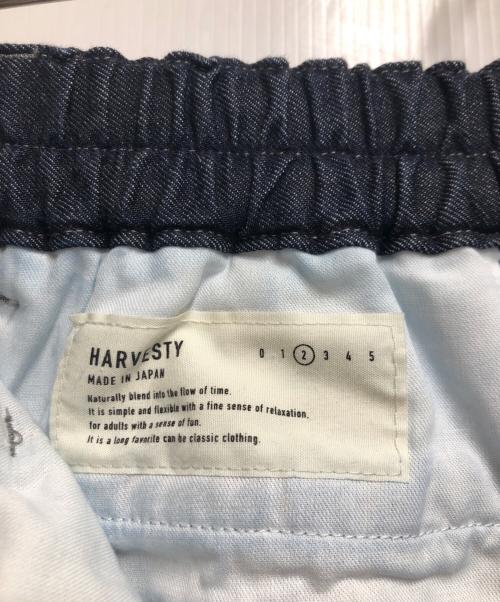 HARVESTY 0 1 2 3 4 5
MADE IN JAPAN
Naturally blend into the flow of time.
It is simple and flexible with a fine sense of relaxation,
for adults with a sense of fun.
It is a long favorite can be classic clothing.